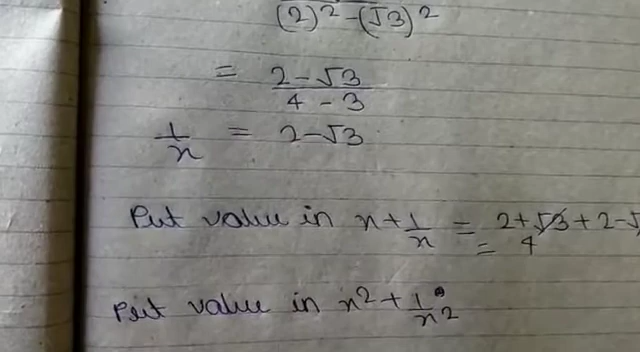 (2)² - (√3)²
= 2 - √3 / 4 - 3
1/x = 2 - √3
Put value in x + 1/x = 2 + √3 + 2 - √
= 4
Put value in x² + 1/x²